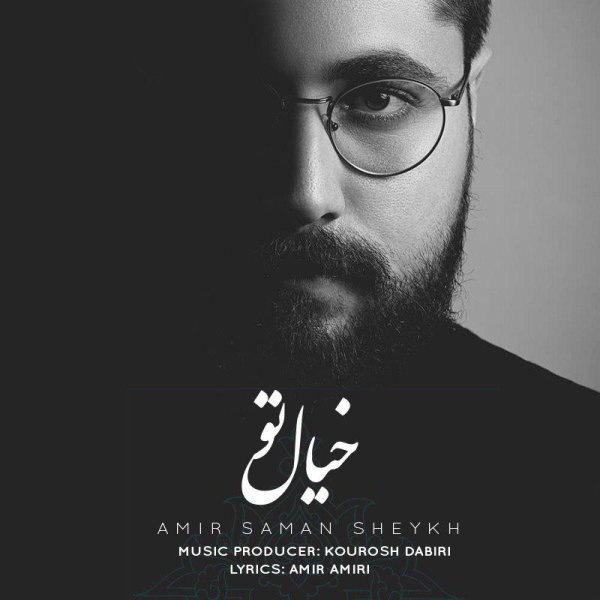 خیال تو
AMIR SAMAN SHEYKH
MUSIC PRODUCER: KOUROSH DABIRI
LYRICS: AMIR AMIRI